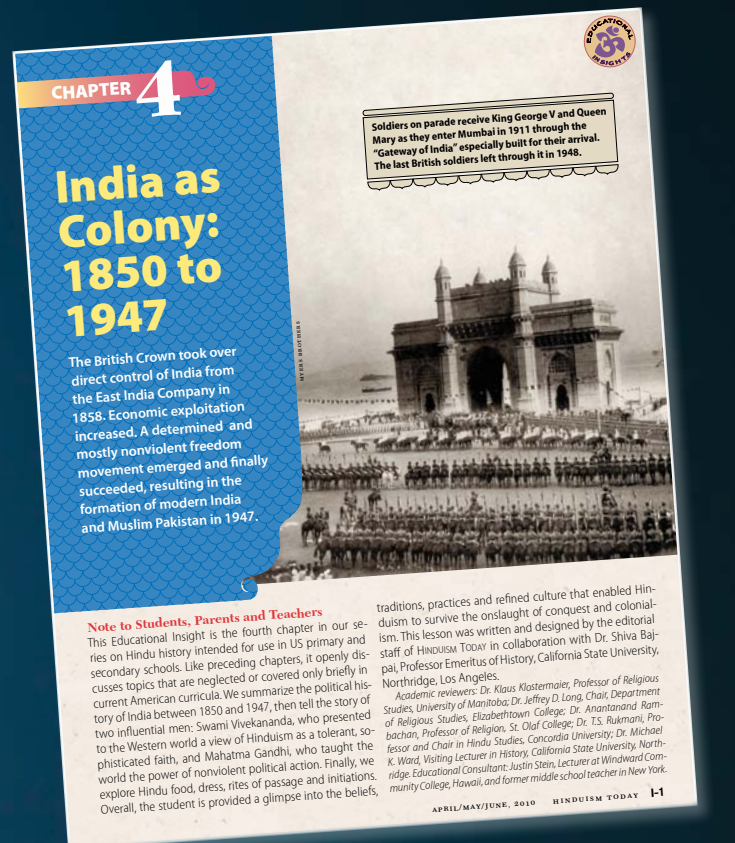 EDUCATIONAL
INSIGHTS
CHAPTER 4
Soldiers on parade receive King George V and Queen
Mary as they enter Mumbai in 1911 through the
“Gateway of India” especially built for their arrival.
The last British soldiers left through it in 1948.
India as
Colony:
1850 to
1947
The British Crown took over
direct control of India from
the East India Company in
1858. Economic exploitation
increased. A determined and
mostly nonviolent freedom
movement emerged and finally
succeeded, resulting in the
formation of modern India
and Muslim Pakistan in 1947.
MYERS BROTHERS
Note to Students, Parents and Teachers
This Educational Insight is the fourth chapter in our se-
ries on Hindu history intended for use in US primary and
secondary schools. Like preceding chapters, it openly dis-
cusses topics that are neglected or covered only briefly in
current American curricula. We summarize the political his-
tory of India between 1850 and 1947, then tell the story of
two influential men: Swami Vivekananda, who presented
to the Western world a view of Hinduism as a tolerant, so-
phisticated faith, and Mahatma Gandhi, who taught the
world the power of nonviolent political action. Finally, we
explore Hindu food, dress, rites of passage and initiations.
Overall, the student is provided a glimpse into the beliefs,
traditions, practices and refined culture that enabled Hin-
duism to survive the onslaught of conquest and colonial-
ism. This lesson was written and designed by the editorial
staff of HINDUISM TODAY in collaboration with Dr. Shiva Baj-
pai, Professor Emeritus of History, California State University,
Northridge, Los Angeles.
Academic reviewers: Dr. Klaus Klostermaier, Professor of Religious
Studies, University of Manitoba; Dr. Jeffrey D. Long, Chair, Department
of Religious Studies, Elizabethtown College; Dr. Anantanand Ram-
bachan, Professor of Religion, St. Olaf College; Dr. T.S. Rukmani, Pro-
fessor and Chair in Hindu Studies, Concordia University; Dr. Michael
K. Ward, Visiting Lecturer in History, California State University, North-
ridge. Educational Consultant: Justin Stein, Lecturer at Windward Com-
munity College, Hawaii, and former middle school teacher in New York.
APRIL/MAY/JUNE, 2010 HINDUISM TODAY I-1